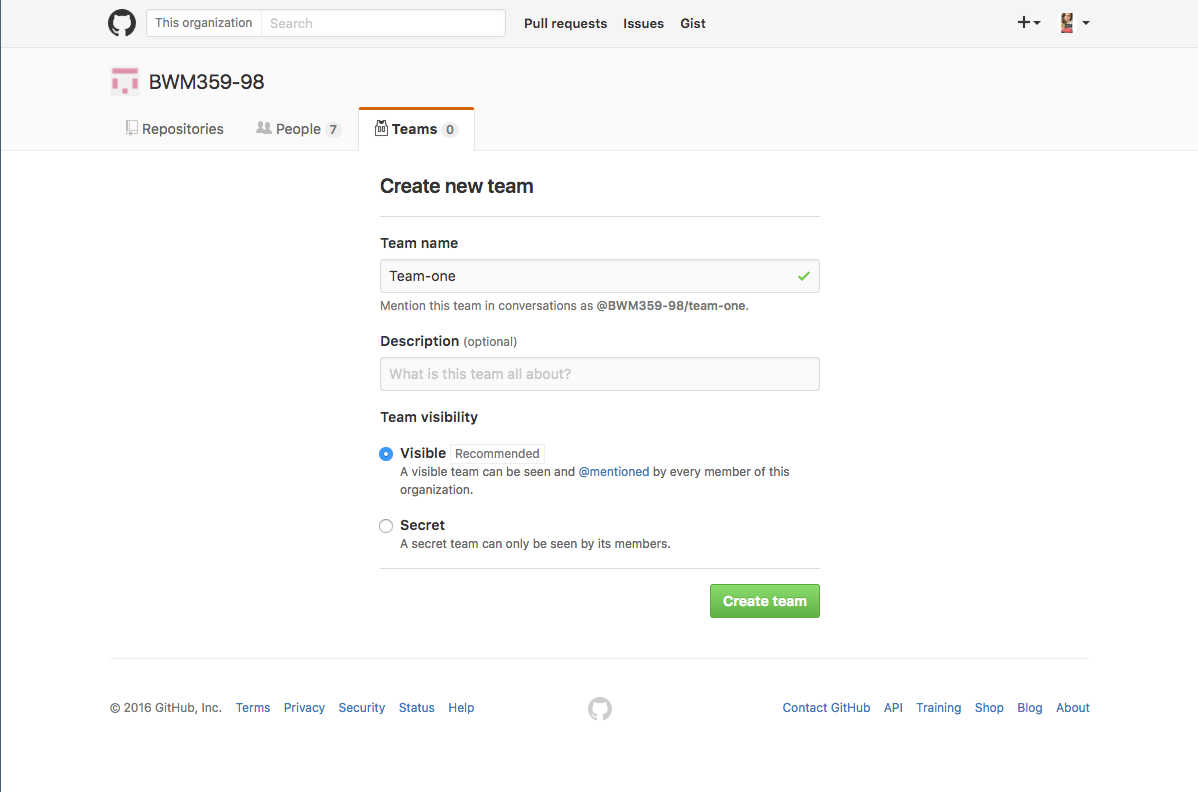 This organization Search Pull requests Issues Gist
BWM359-98
Repositories People 7 Teams 0
Create new team
Team name
Team-one
Mention this team in conversations as @BWM359-98/team-one.
Description (optional)
What is this team all about?
Team visibility
Visible Recommended
A visible team can be seen and @mentioned by every member of this
organization.
Secret
A secret team can only be seen by its members.
Create team
© 2016 GitHub, Inc. Terms Privacy Security Status Help Contact GitHub API Training Shop Blog About